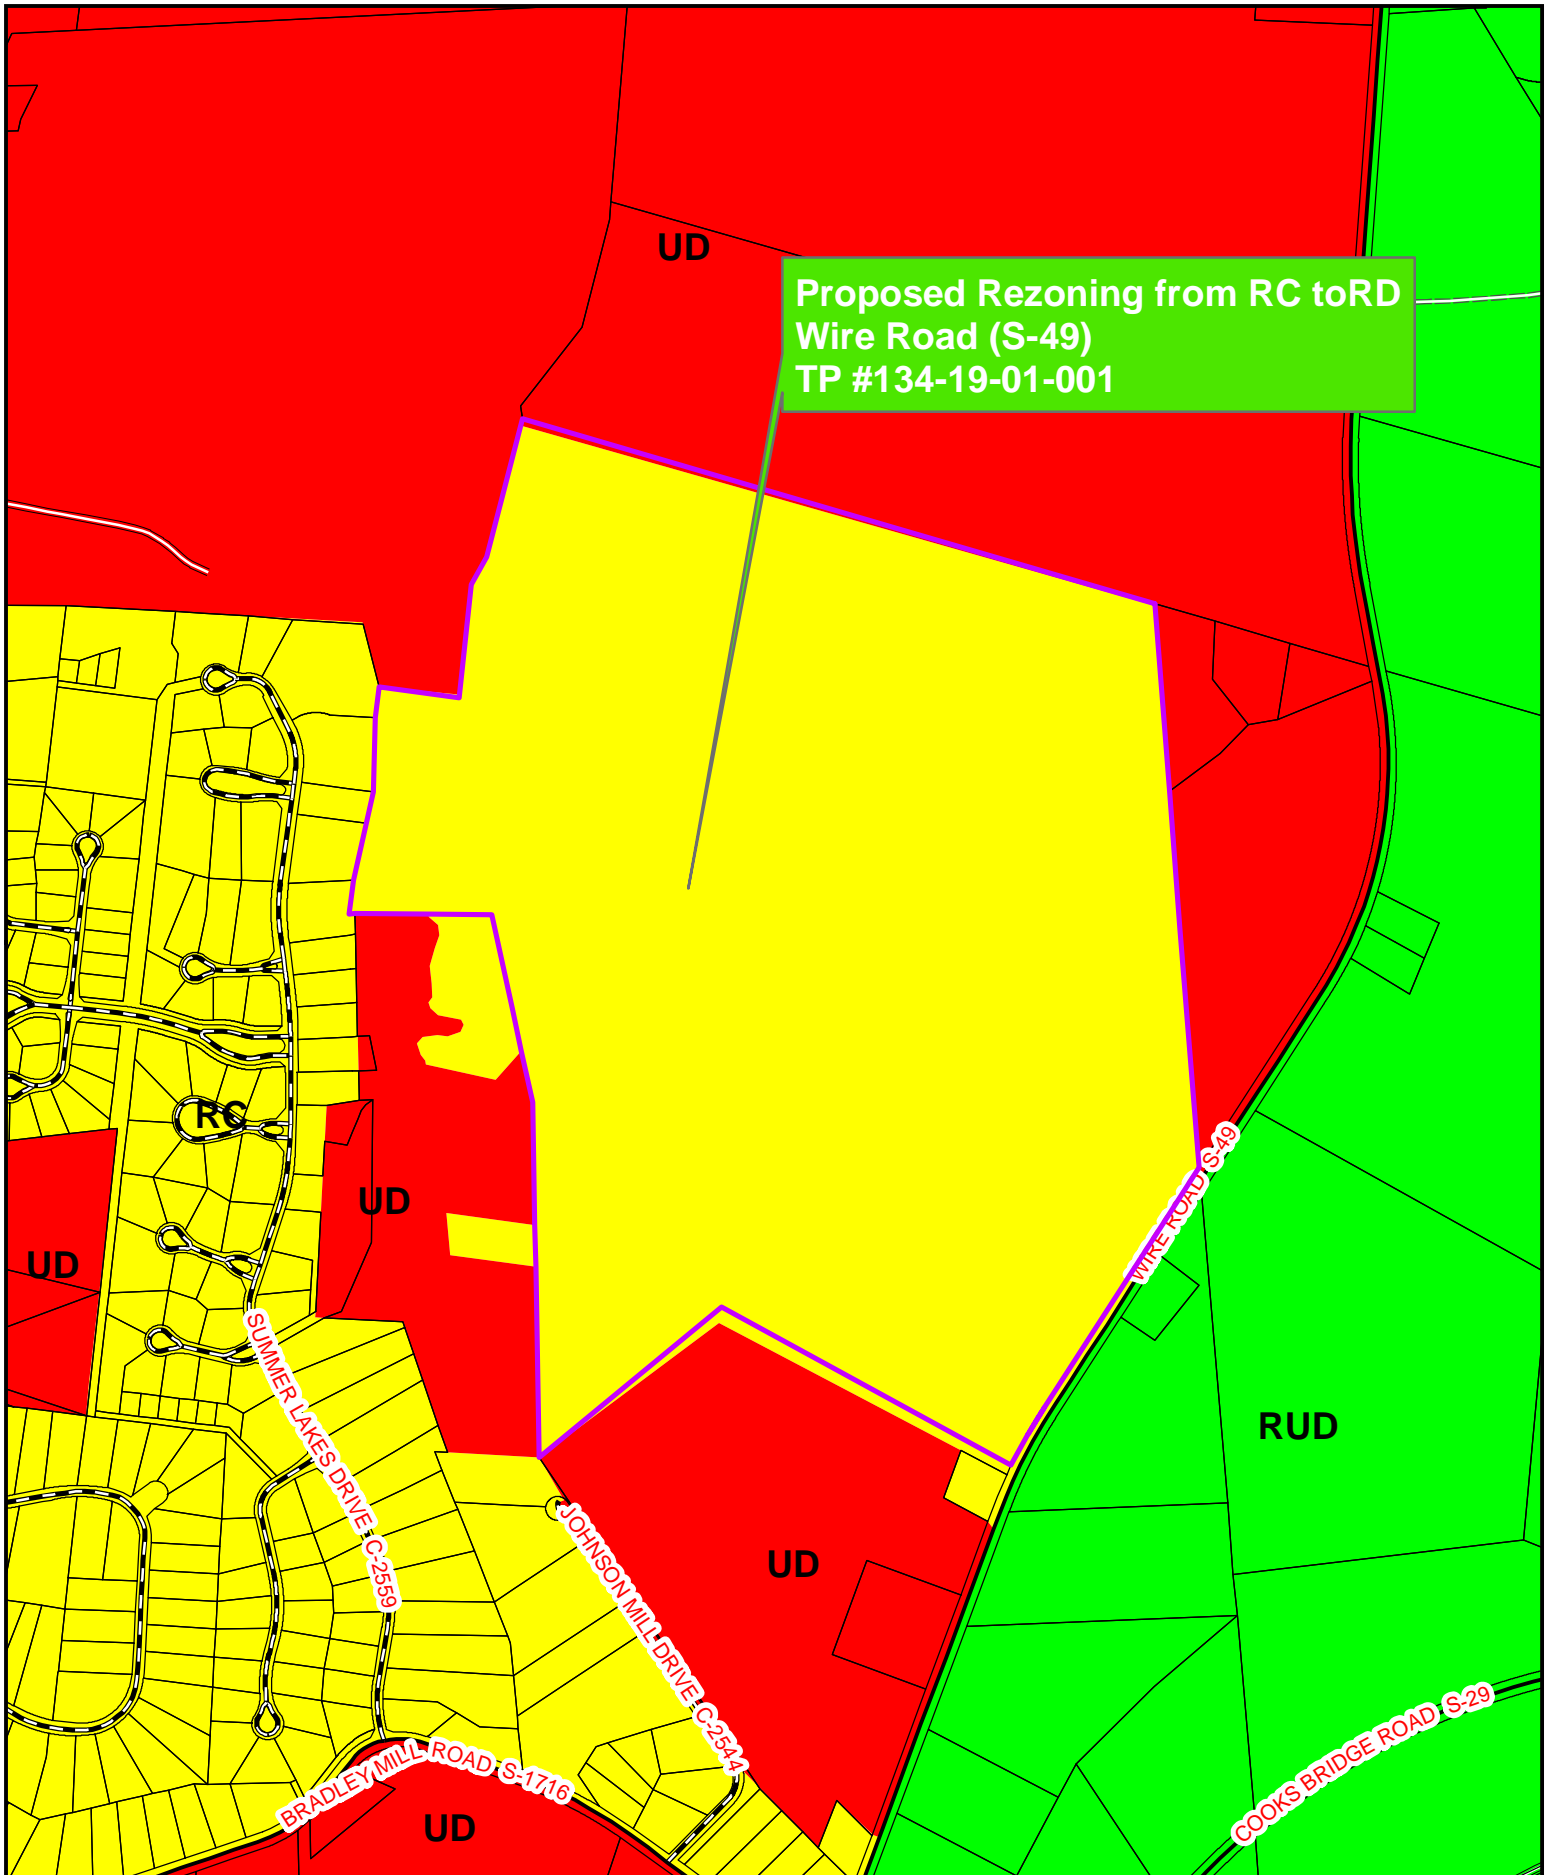 UD
Proposed Rezoning from RC toRD
Wire Road (S-49)
TP #134-19-01-001
RC
UD
UD
WIRE ROAD S-49
SUMMER LAKES DRIVE C-2559
RUD
JOHNSON MILL DRIVE C-2544
UD
BRADLEY MILL ROAD S-1716
COOKS BRIDGE ROAD S-29
UD